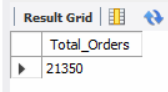 Result Grid
Total_Orders
21350